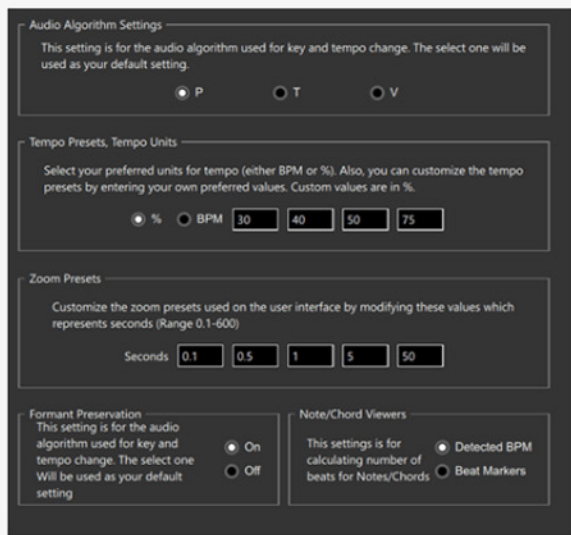 Audio Algorithm Settings
This setting is for the audio algorithm used for key and tempo change. The select one will be
used as your default setting.
P T V
Tempo Presets, Tempo Units
Select your preferred units for tempo (either BPM or %). Also, you can customize the tempo
presets by entering your own preferred values. Custom values are in %.
% BPM 30 40 50 75
Zoom Presets
Customize the zoom presets used on the user interface by modifying these values which
represents seconds (Range 0.1-600)
Seconds 0.1 0.5 1 5 50
Formant Preservation
This setting is for the audio
algorithm used for key and
tempo change. The select one
Will be used as your default
setting
On
Off
Note/Chord Viewers
This settings is for
calculating number of
beats for Notes/Chords
Detected BPM
Beat Markers